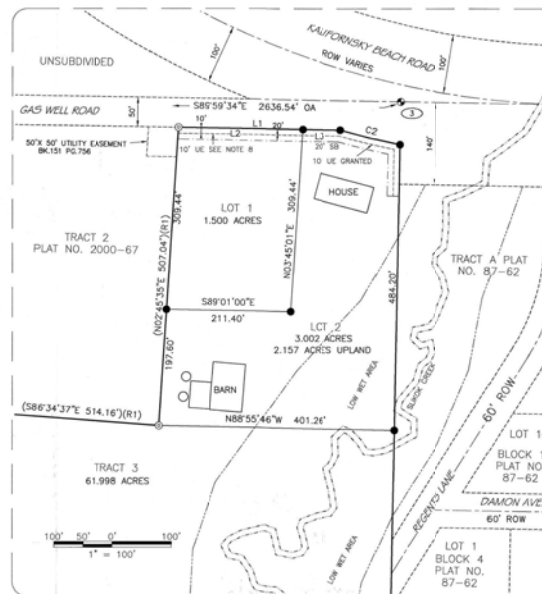 KALIFORNSKY BEACH ROAD
ROW VARIES
100'
100'
UNSUBDIVIDED
GAS WELL ROAD
50'
S89°59'34"E 2636.54' OA
3
L1
C2
10'
L2
20'
L3
20' SB
140'
50'X 50' UTILITY EASEMENT
BK.151 PG.756
10' UE SEE NOTE 8
10 UE GRANTED
HOUSE
LOT 1
1.500 ACRES
309.44'
309.44'
N03°45'01"E
TRACT 2
PLAT NO. 2000-67
(N02°45'35"E 507.04')(R1)
TRACT A PLAT
NO. 87-62
484.20'
S89°01'00"E
211.40'
LCT 2
3.002 ACRES
2.157 ACRES UPLAND
197.60'
BARN
LOW WET AREA
SLIKOK CREEK
60' ROW
(S86°34'37"E 514.16')(R1)
N88°55'46"W 401.26'
TRACT 3
61.998 ACRES
LOT 1
BLOCK 1
PLAT NO.
87-62
REGENTS LANE
DAMON AVE
60' ROW
100' 50' 0' 100'
1" = 100'
LOW WET AREA
LOT 1
BLOCK 4
PLAT NO.
87-62